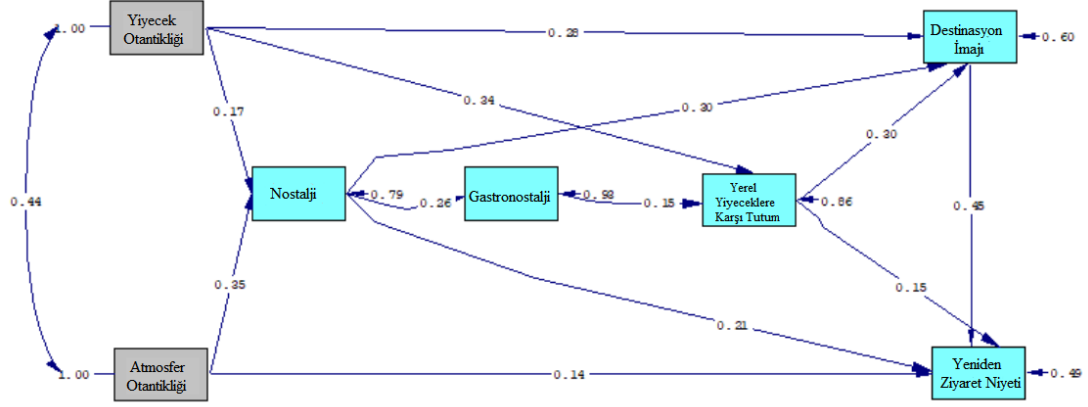 1.00
Yiyecek
Otantikliği
0.28
Destinasyon
İmajı
0.60
0.34
0.30
0.17
0.30
Nostalji
0.79
0.26
Gastronostalji
0.93
0.15
Yerel
Yiyeceklere
Karşı Tutum
0.86
0.44
0.45
0.35
0.15
0.21
1.00
Atmosfer
Otantikliği
0.14
Yeniden
Ziyaret Niyeti
0.49